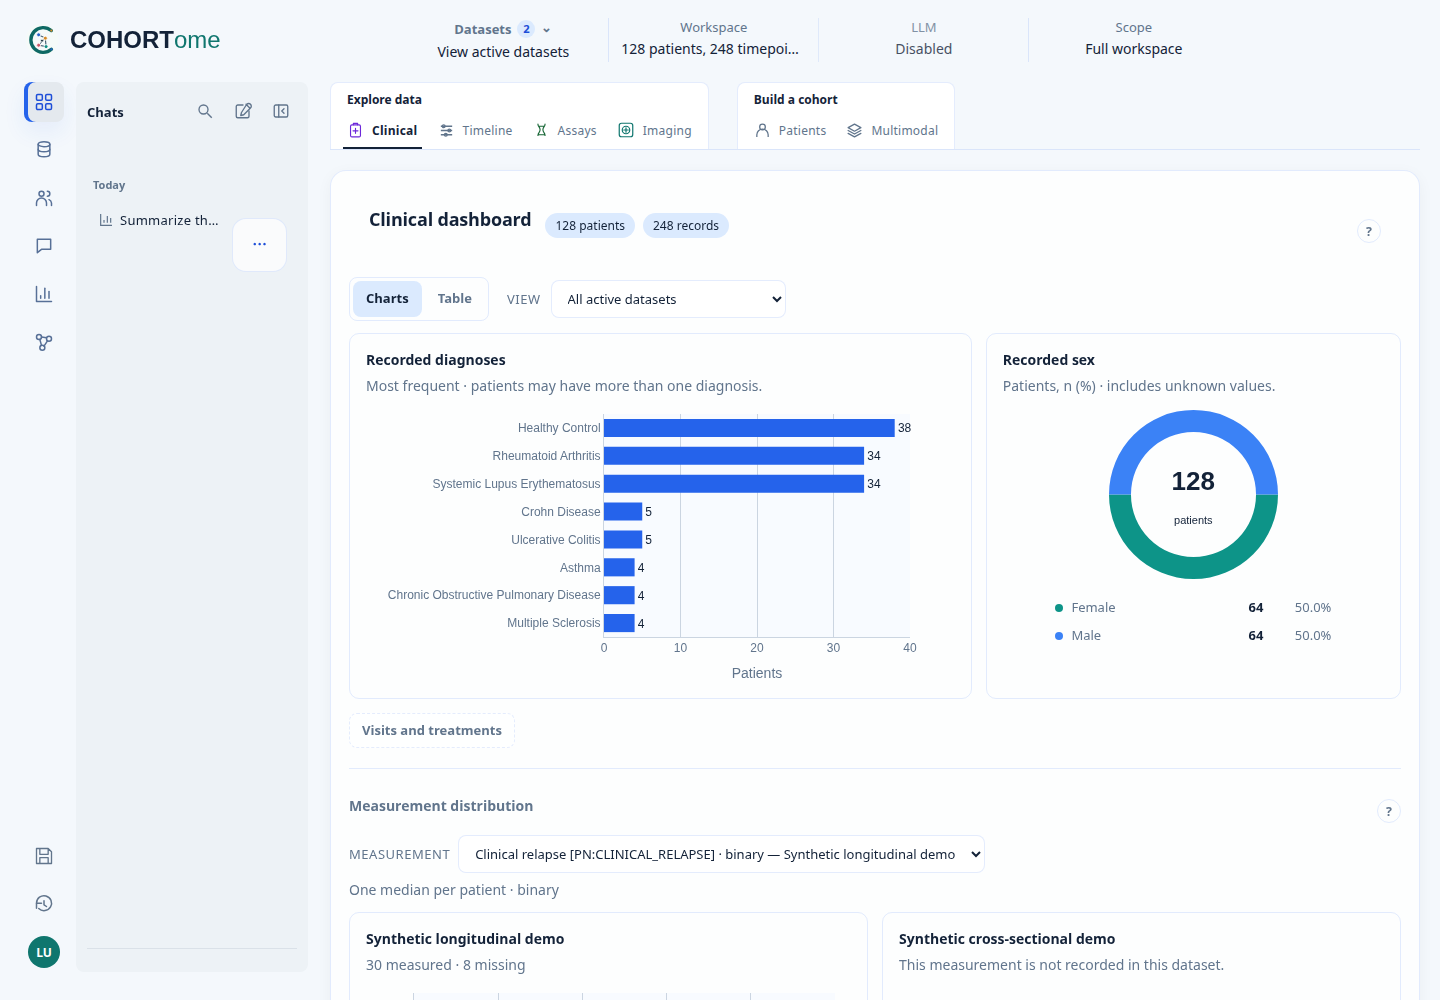 COHORTome
Datasets 2
View active datasets
Workspace
128 patients, 248 timepoi...
LLM
Disabled
Scope
Full workspace
Chats
Today
Summarize th...
...
LU
Explore data
Clinical
Timeline
Assays
Imaging
Build a cohort
Patients
Multimodal
Clinical dashboard
128 patients
248 records
?
Charts
Table
VIEW
All active datasets
Recorded diagnoses
Most frequent · patients may have more than one diagnosis.
Healthy Control 38
Rheumatoid Arthritis 34
Systemic Lupus Erythematosus 34
Crohn Disease 5
Ulcerative Colitis 5
Asthma 4
Chronic Obstructive Pulmonary Disease 4
Multiple Sclerosis 4
0 10 20 30 40
Patients
Recorded sex
Patients, n (%) · includes unknown values.
128
patients
Female 64 50.0%
Male 64 50.0%
Visits and treatments
Measurement distribution
?
MEASUREMENT
Clinical relapse [PN:CLINICAL_RELAPSE] · binary — Synthetic longitudinal demo
One median per patient · binary
Synthetic longitudinal demo
30 measured · 8 missing
Synthetic cross-sectional demo
This measurement is not recorded in this dataset.